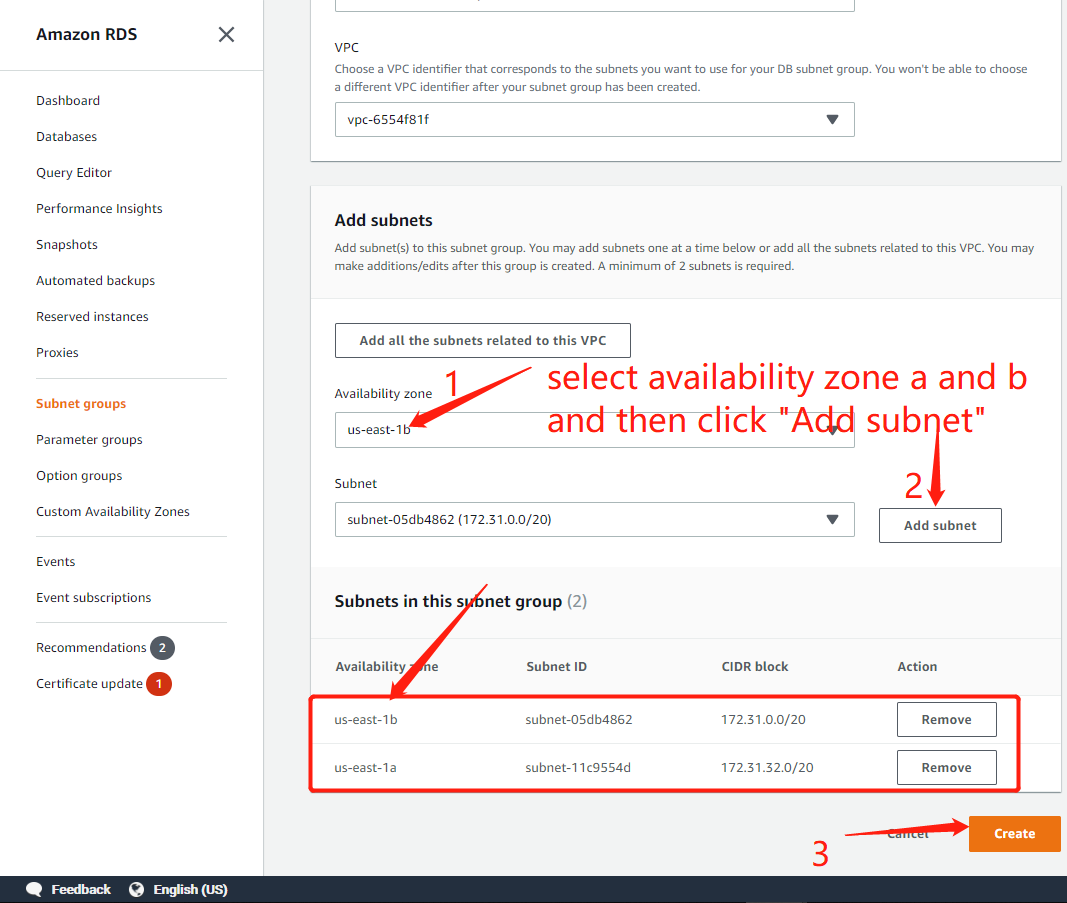 Amazon RDS
Dashboard
Databases
Query Editor
Performance Insights
Snapshots
Automated backups
Reserved instances
Proxies
Subnet groups
Parameter groups
Option groups
Custom Availability Zones
Events
Event subscriptions
Recommendations 2
Certificate update 1
VPC
Choose a VPC identifier that corresponds to the subnets you want to use for your DB subnet group. You won't be able to choose
a different VPC identifier after your subnet group has been created.
vpc-6554f81f
Add subnets
Add subnet(s) to this subnet group. You may add subnets one at a time below or add all the subnets related to this VPC. You may
make additions/edits after this group is created. A minimum of 2 subnets is required.
Add all the subnets related to this VPC
1
select availability zone a and b
and then click "Add subnet"
Availability zone
us-east-1b
Subnet
2
subnet-05db4862 (172.31.0.0/20)
Add subnet
Subnets in this subnet group (2)
Availability zone Subnet ID CIDR block Action
us-east-1b subnet-05db4862 172.31.0.0/20 Remove
us-east-1a subnet-11c9554d 172.31.32.0/20 Remove
3
Cancel Create
Feedback English (US)